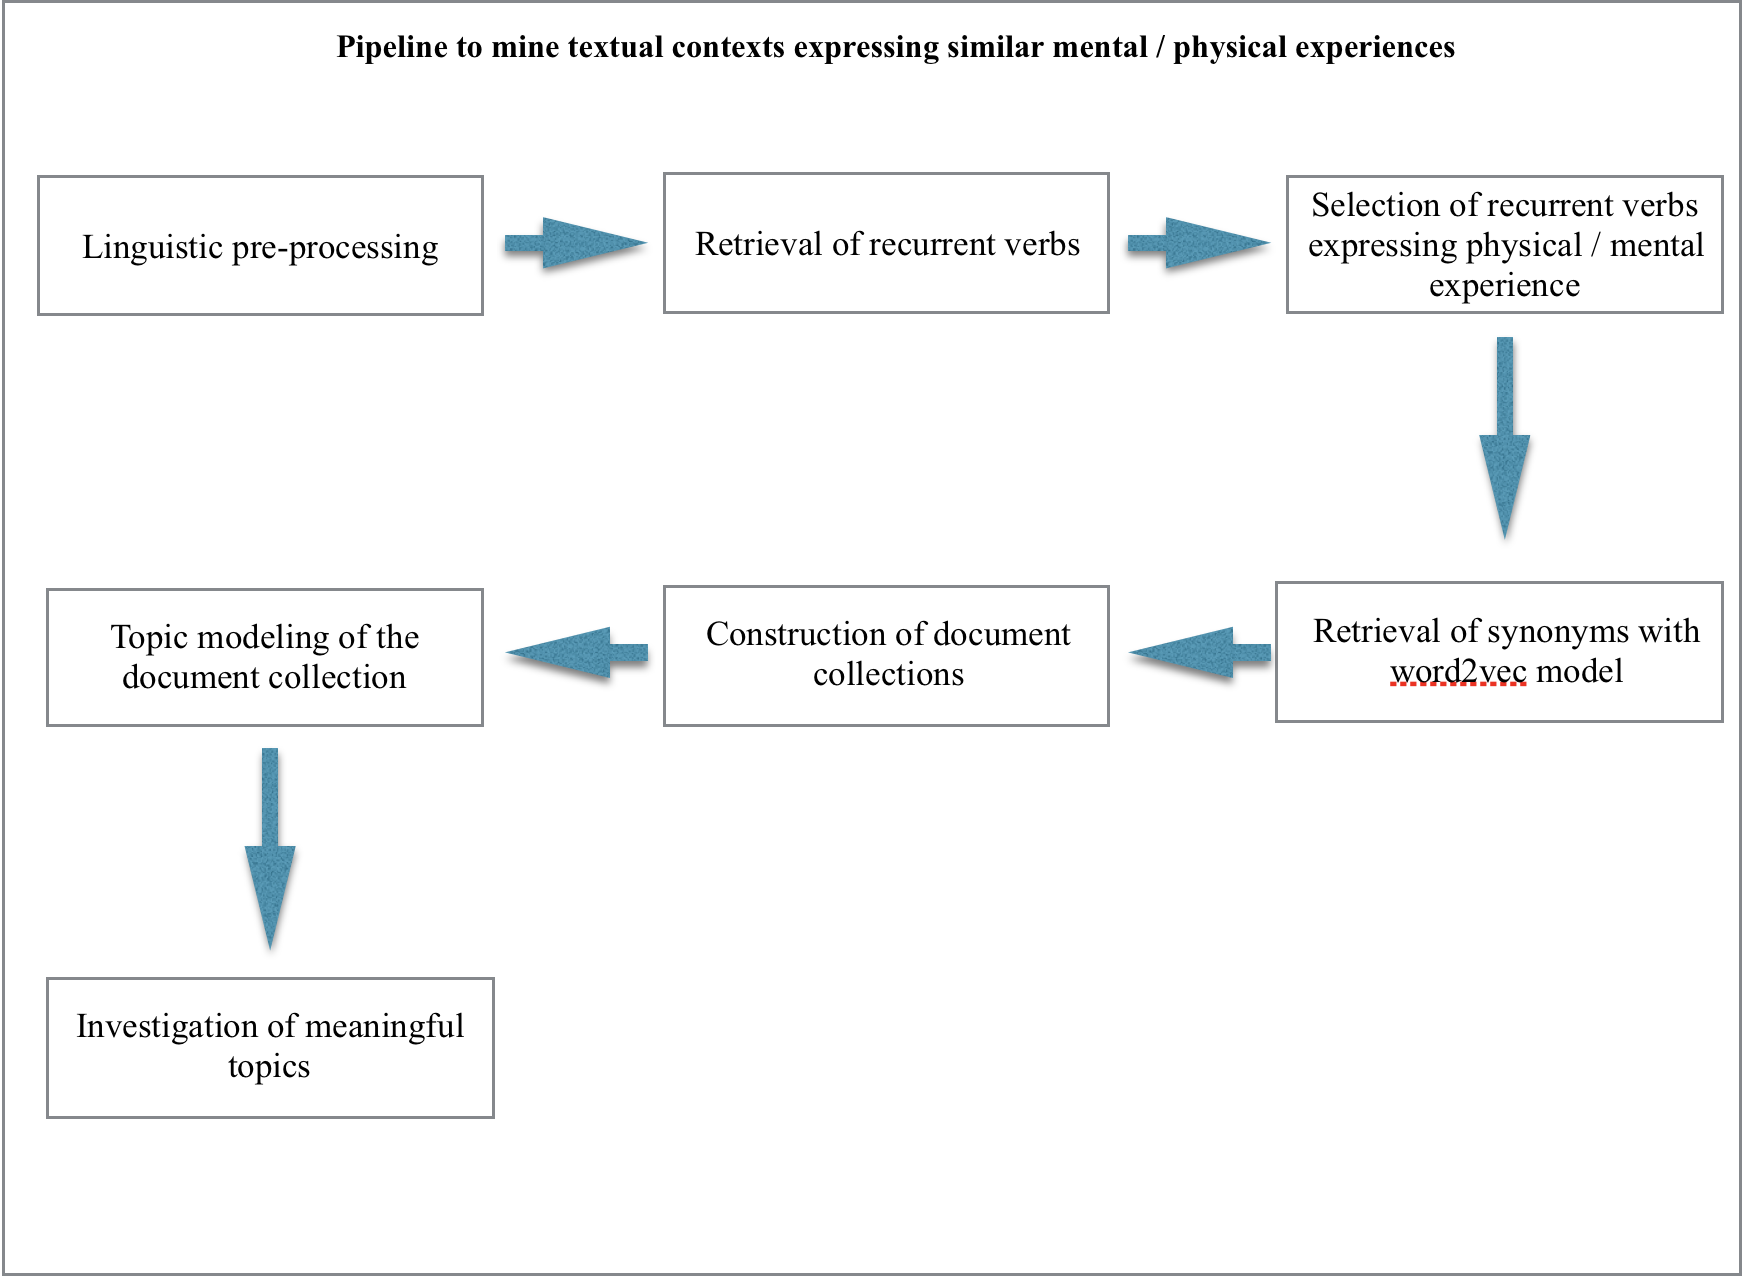 Pipeline to mine textual contexts expressing similar mental / physical experiences
Linguistic pre-processing
Retrieval of recurrent verbs
Selection of recurrent verbs
expressing physical / mental
experience
Retrieval of synonyms with
word2vec model
Construction of document
collections
Topic modeling of the
document collection
Investigation of meaningful
topics